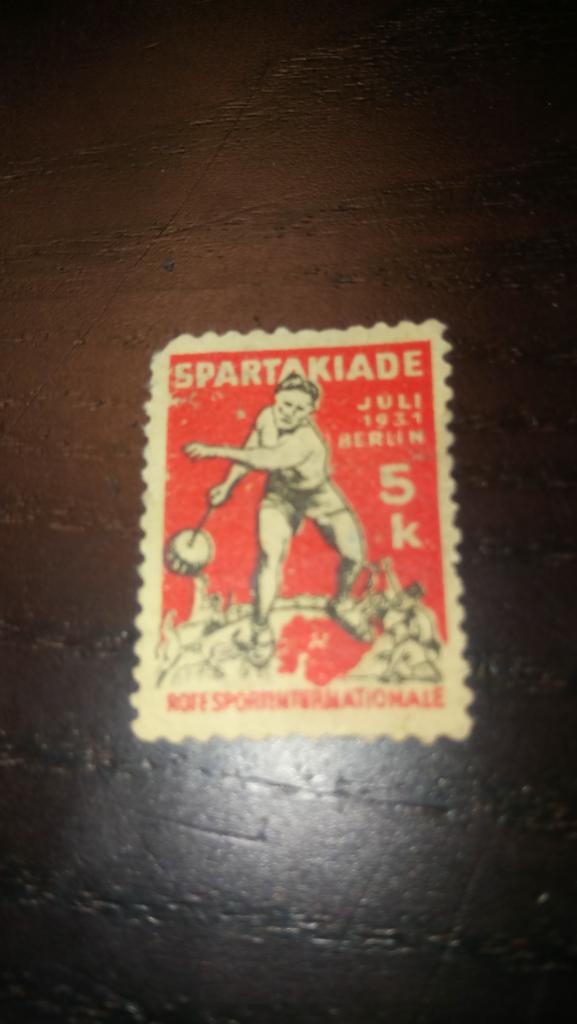 SPARTAKIADE
JULI
1931
BERLIN
5
k
ROTE SPORTINTERNATIONALE